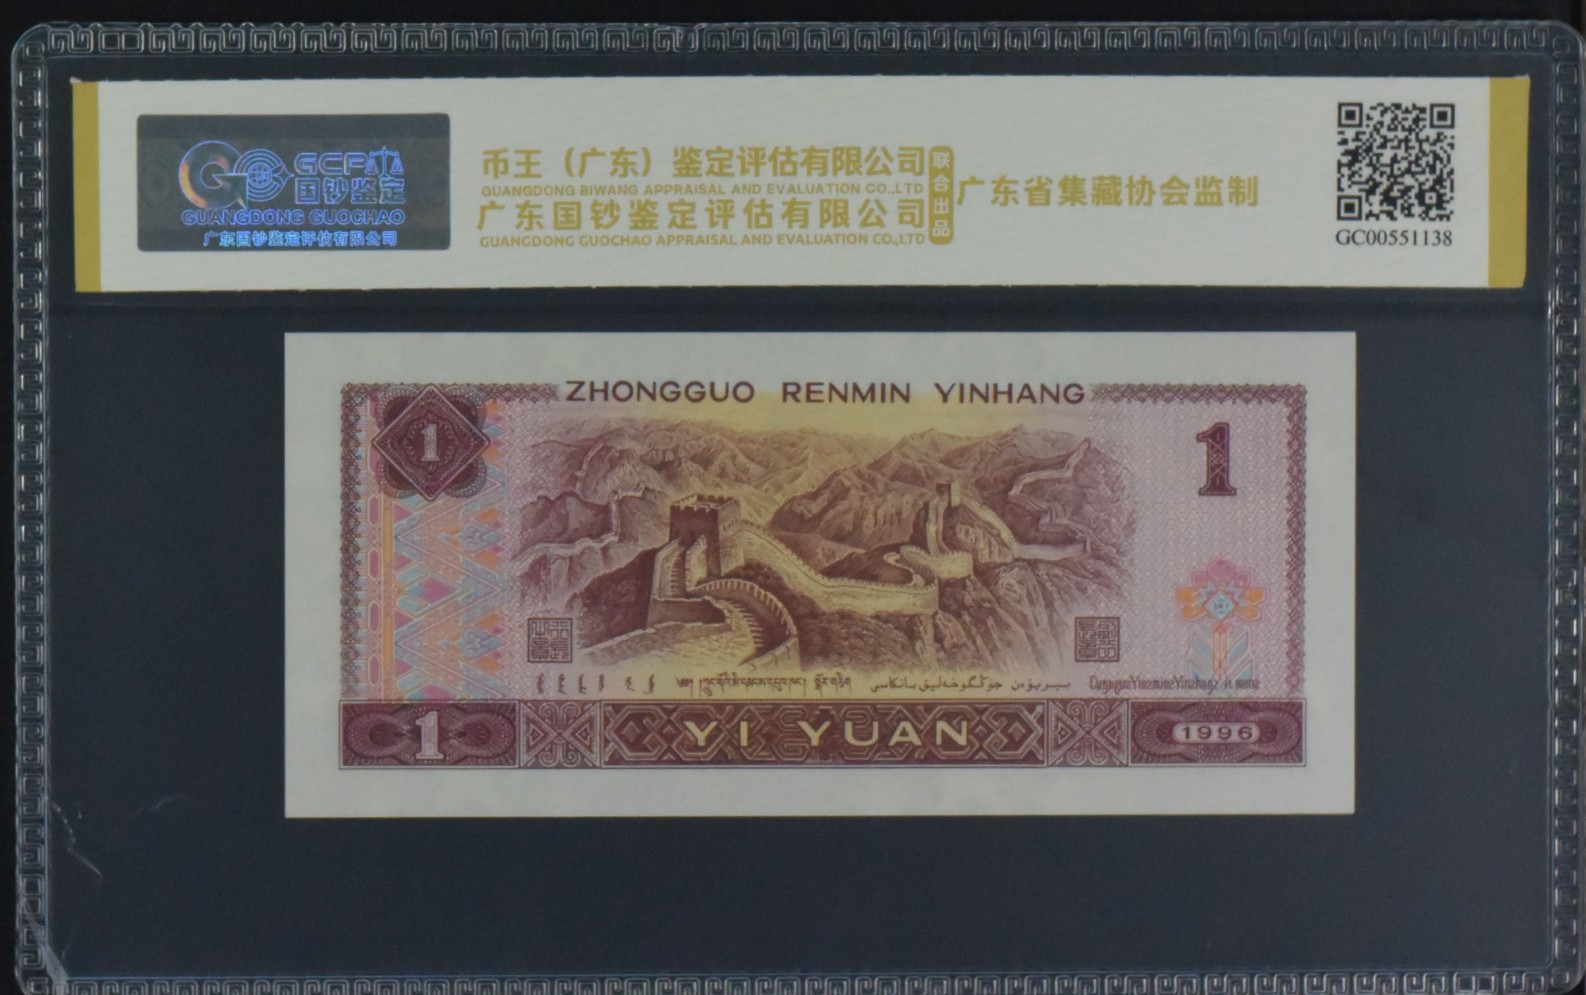 GCP
国钞鉴定
GUANGDONG GUOCHAO
广东国钞鉴定评估有限公司
币王（广东）鉴定评估有限公司
GUANGDONG BIWANG APPRAISAL AND EVALUATION CO.,LTD
广东国钞鉴定评估有限公司
GUANGDONG GUOCHAO APPRAISAL AND EVALUATION CO.,LTD
联合出品
广东省集藏协会监制
GC00551138
ZHONGGUO RENMIN YINHANG
1
1
1
YI YUAN
1996